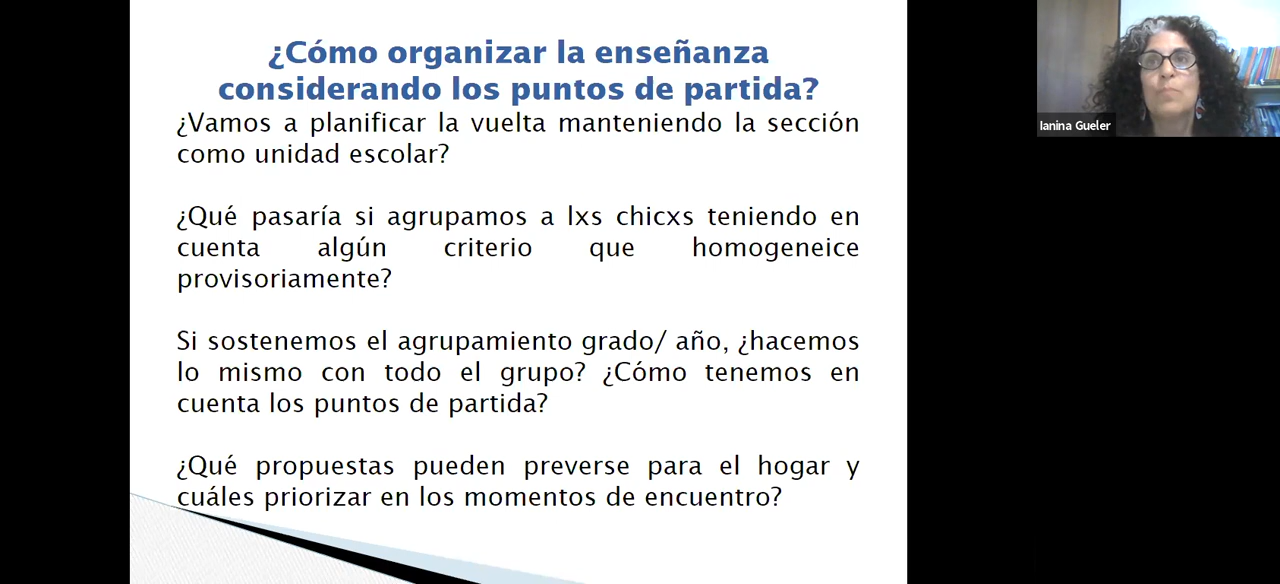 ¿Cómo organizar la enseñanza
considerando los puntos de partida?
¿Vamos a planificar la vuelta manteniendo la sección
como unidad escolar?
¿Qué pasaría si agrupamos a lxs chicxs teniendo en
cuenta algún criterio que homogeneice
provisoriamente?
Si sostenemos el agrupamiento grado/ año, ¿hacemos
lo mismo con todo el grupo? ¿Cómo tenemos en
cuenta los puntos de partida?
¿Qué propuestas pueden preverse para el hogar y
cuáles priorizar en los momentos de encuentro?
Ianina Gueler